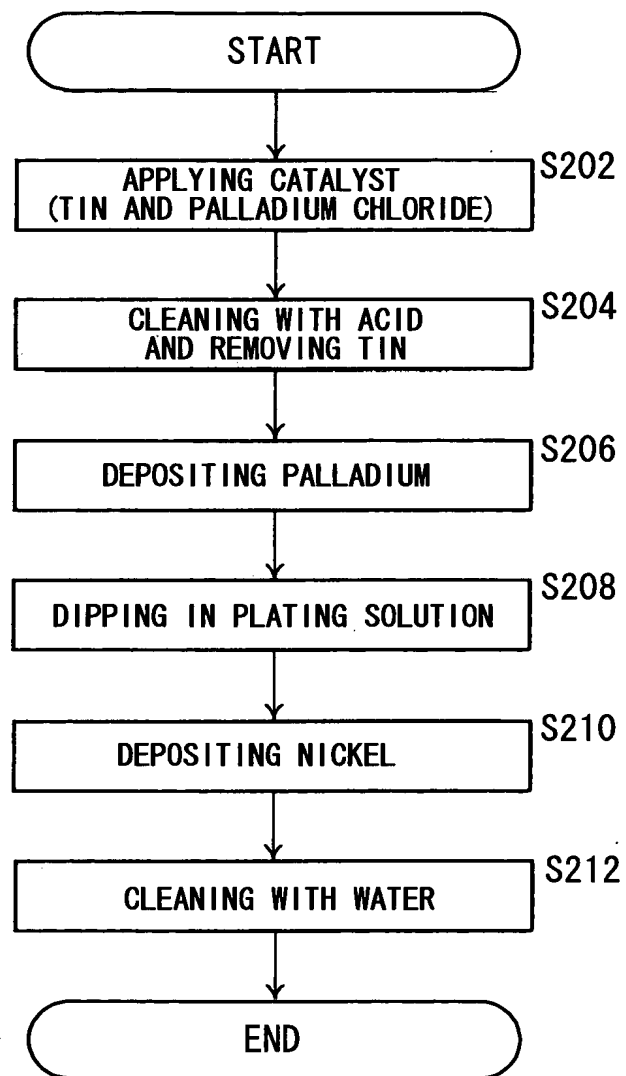 START
S202
APPLYING CATALYST
(TIN AND PALLADIUM CHLORIDE)
S204
CLEANING WITH ACID
AND REMOVING TIN
S206
DEPOSITING PALLADIUM
S208
DIPPING IN PLATING SOLUTION
S210
DEPOSITING NICKEL
S212
CLEANING WITH WATER
END